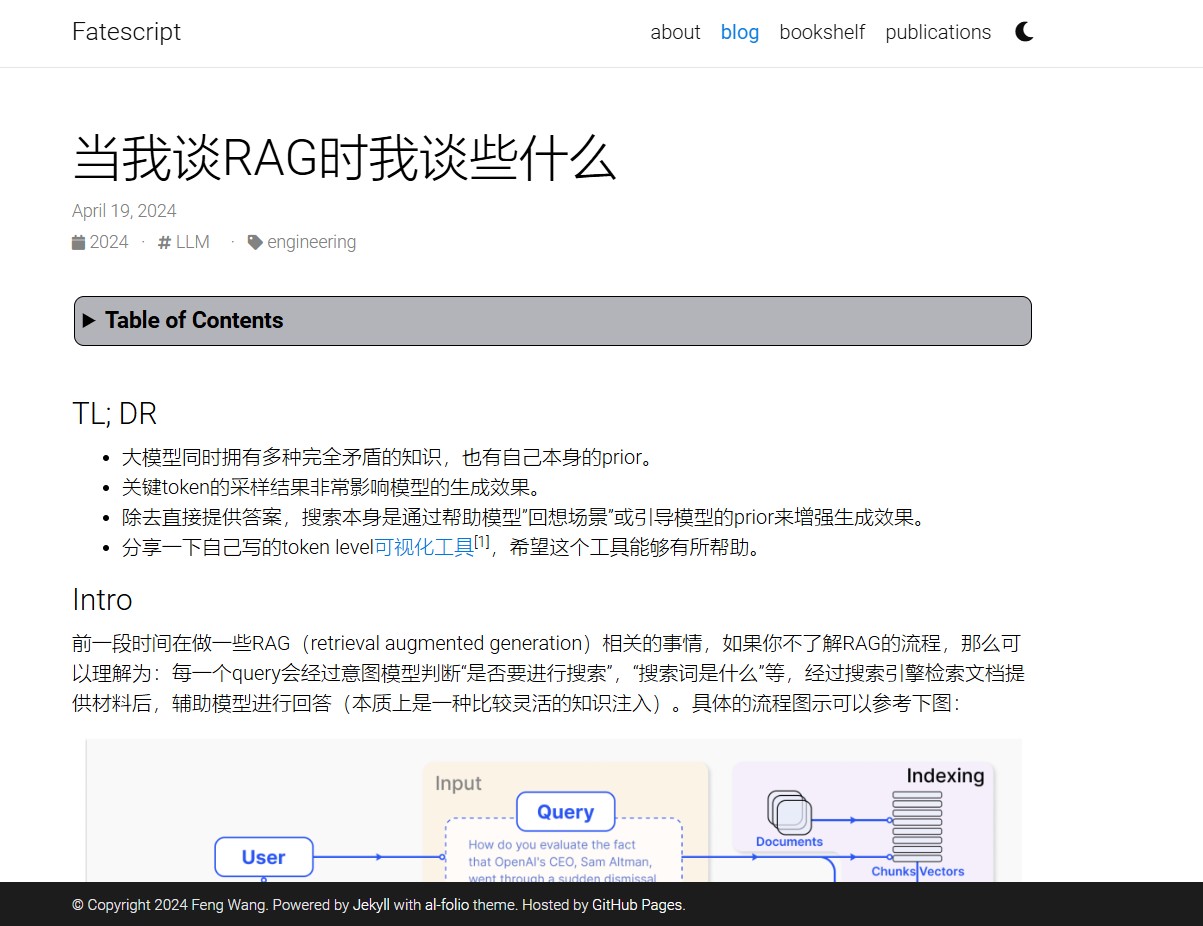 Fatescript
about blog bookshelf publications
当我谈RAG时我谈些什么
April 19, 2024
2024 · # LLM · engineering
Table of Contents
TL; DR
大模型同时拥有多种完全矛盾的知识，也有自己本身的prior。
关键token的采样结果非常影响模型的生成效果。
除去直接提供答案，搜索本身是通过帮助模型”回想场景”或引导模型的prior来增强生成效果。
分享一下自己写的token level可视化工具[1]，希望这个工具能够有所帮助。
Intro
前一段时间在做一些RAG（retrieval augmented generation）相关的事情，如果你不了解RAG的流程，那么可
以理解为：每一个query会经过意图模型判断“是否要进行搜索”，“搜索词是什么”等，经过搜索引擎检索文档提
供材料后，辅助模型进行回答（本质上是一种比较灵活的知识注入）。具体的流程图示可以参考下图：
Input
Indexing
Query
User
How do you evaluate the fact
that OpenAI's CEO, Sam Altman,
went through a sudden dismissal
Documents
Chunks Vectors
© Copyright 2024 Feng Wang. Powered by Jekyll with al-folio theme. Hosted by GitHub Pages.